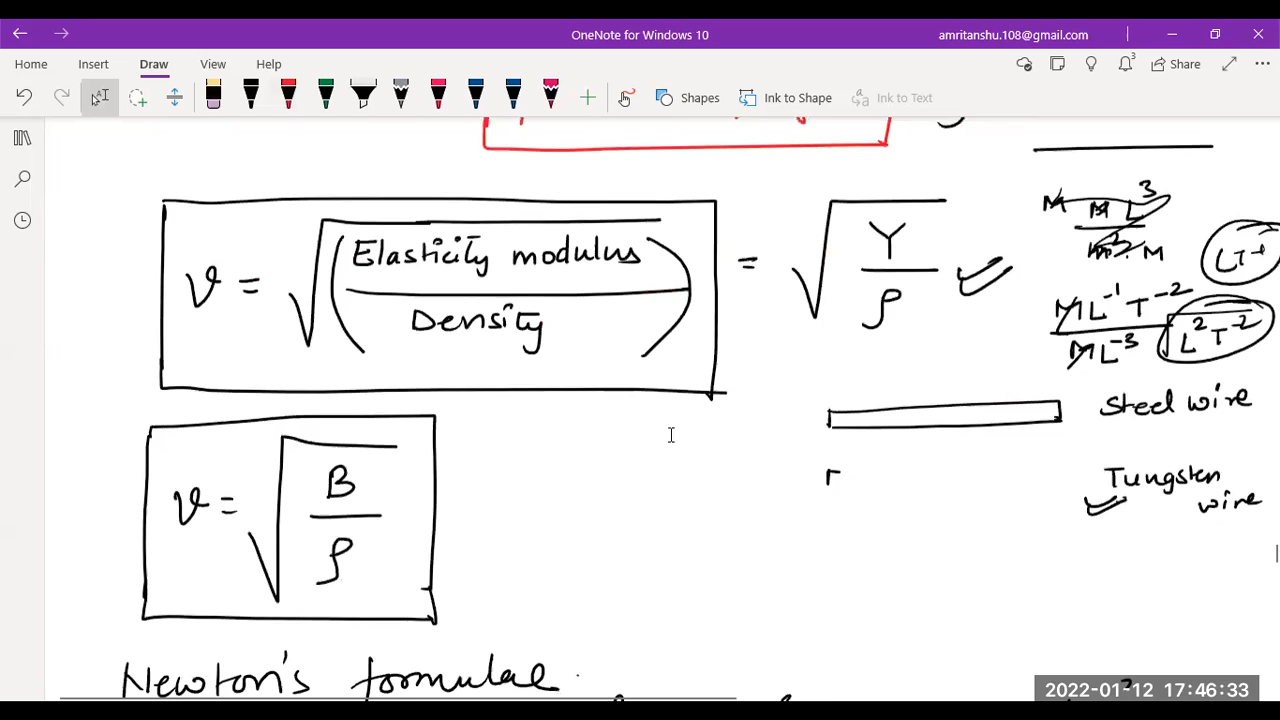 OneNote for Windows 10
amritanshu.108@gmail.com
Home Insert Draw View Help
3
Share
Shapes
Ink to Shape
Ink to Text
v = √(Elasticity modulus / Density) = √(Y / ρ)
LT⁻¹
ML⁻¹T⁻²
ML⁻³
L²T⁻²
Steel wire
v = √(B / ρ)
Tungsten
wire
Newton's formulae
2022-01-12 17:46:33